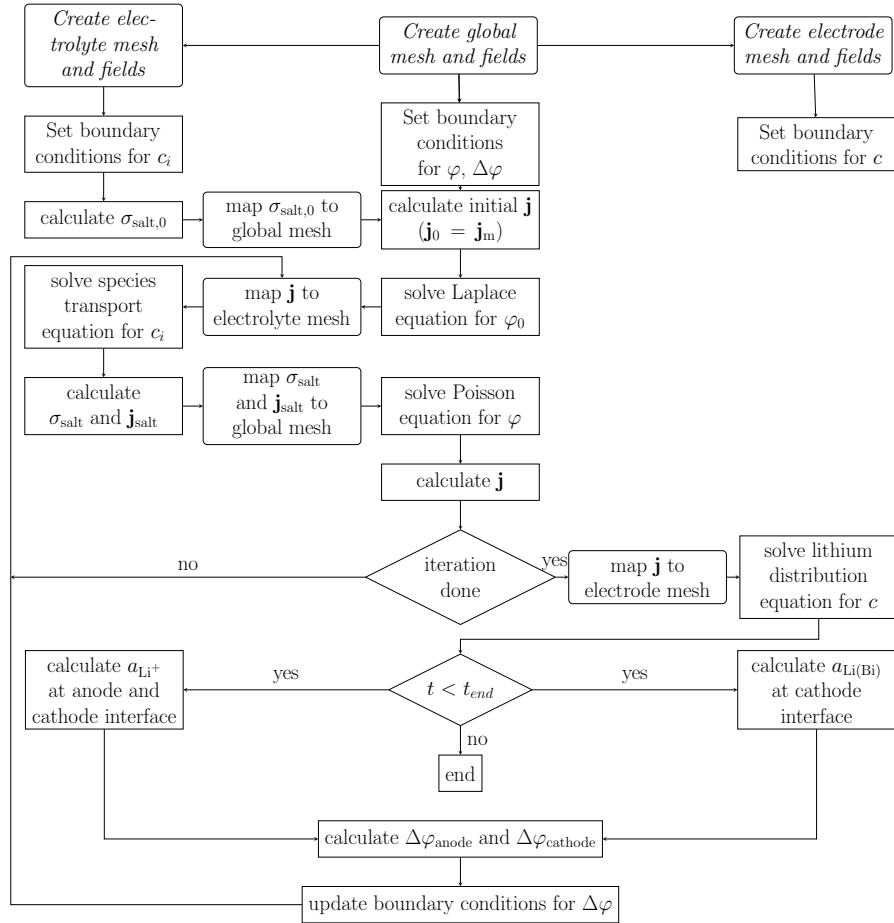 Create elec-
trolyte mesh
and fields
Create global
mesh and fields
Create electrode
mesh and fields
Set boundary
conditions for c_i
Set boundary
conditions
for φ, Δφ
Set boundary
conditions for c
calculate σ_salt,0
map σ_salt,0 to
global mesh
calculate initial j
(j_0 = j_m)
solve species
transport
equation for c_i
map j to
electrolyte mesh
solve Laplace
equation for φ_0
calculate
σ_salt and j_salt
map σ_salt
and j_salt to
global mesh
solve Poisson
equation for φ
calculate j
no
iteration
done
yes
map j to
electrode mesh
solve lithium
distribution
equation for c
calculate a_Li+
at anode and
cathode interface
yes
t < t_end
yes
calculate a_Li(Bi)
at cathode
interface
no
end
calculate Δφ_anode and Δφ_cathode
update boundary conditions for Δφ